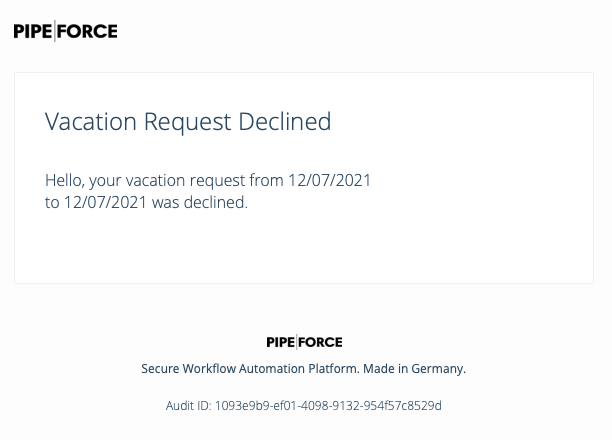 PIPE|FORCE
Vacation Request Declined
Hello, your vacation request from 12/07/2021
to 12/07/2021 was declined.
PIPE|FORCE
Secure Workflow Automation Platform. Made in Germany.
Audit ID: 1093e9b9-ef01-4098-9132-954f57c8529d